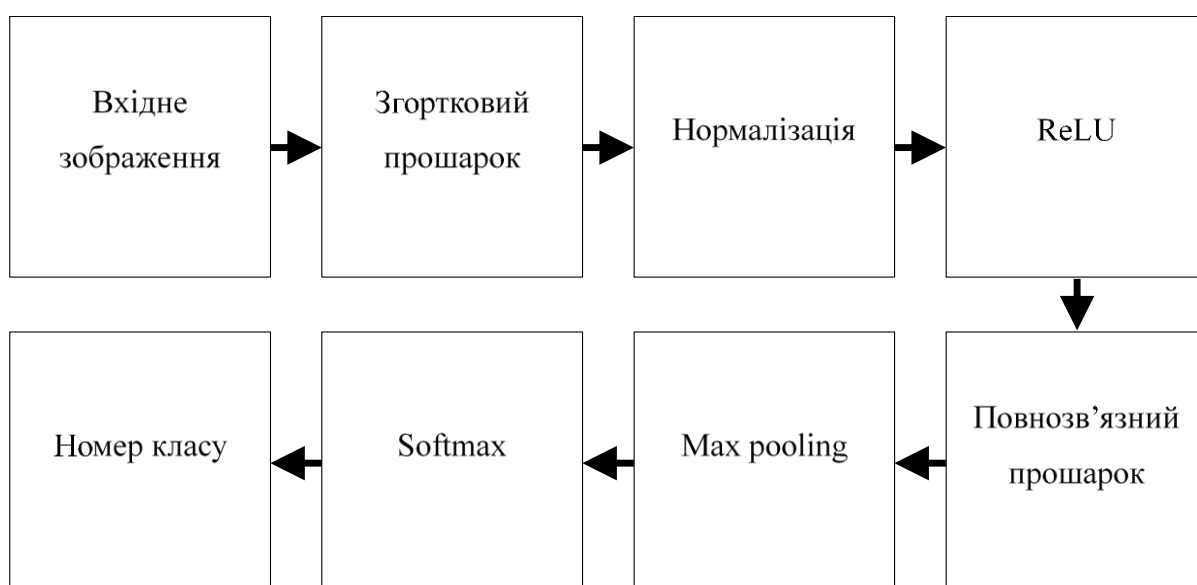 Вхідне
зображення
Згортковий
прошарок
Нормалізація
ReLU
Повнозв’язний
прошарок
Max pooling
Softmax
Номер класу